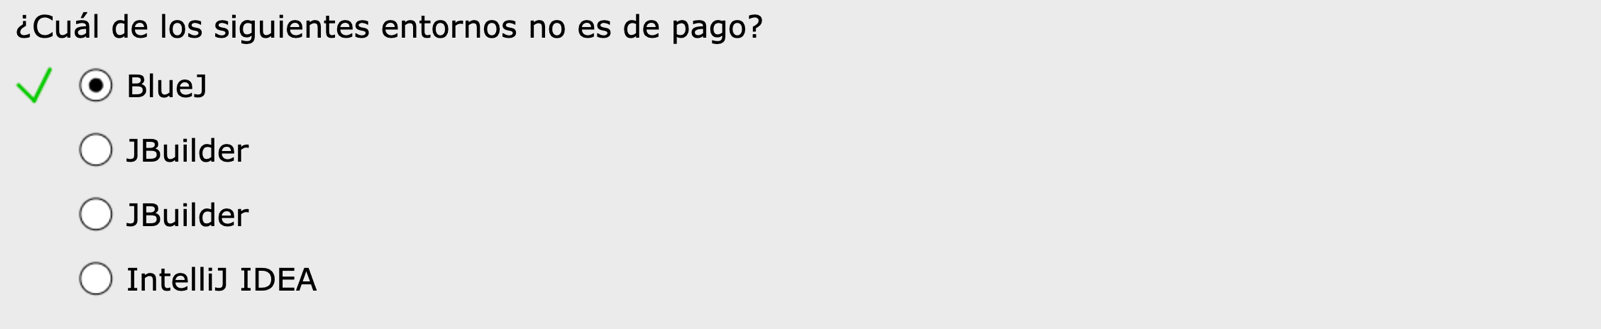 ¿Cuál de los siguientes entornos no es de pago?
BlueJ
JBuilder
JBuilder
IntelliJ IDEA